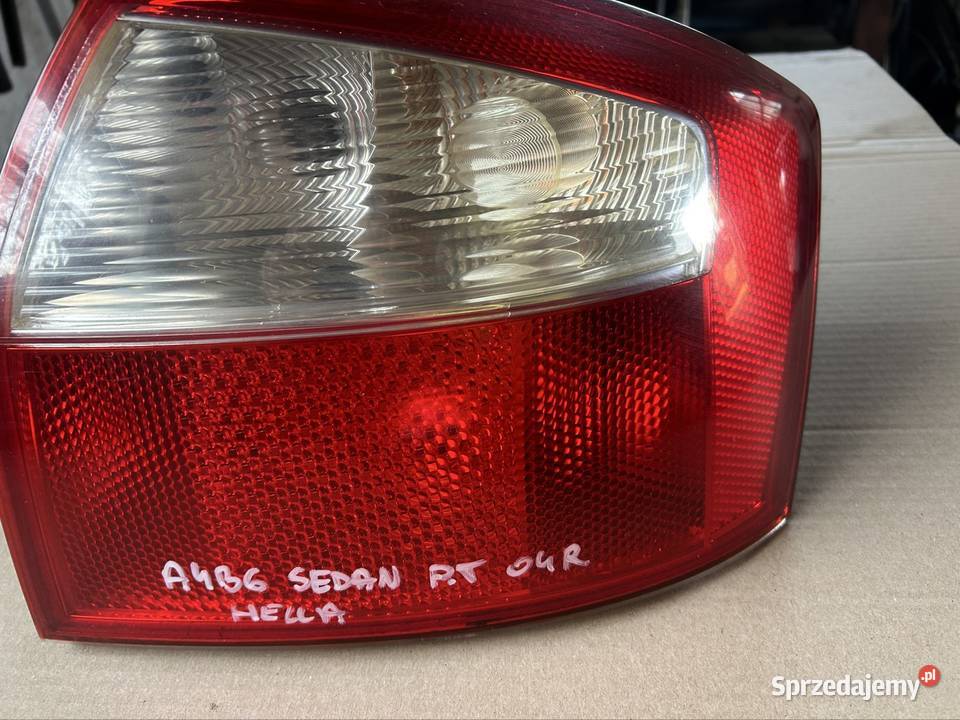 A4B6 SEDAN P.T 04R
HELLA
Sprzedajemy.pl